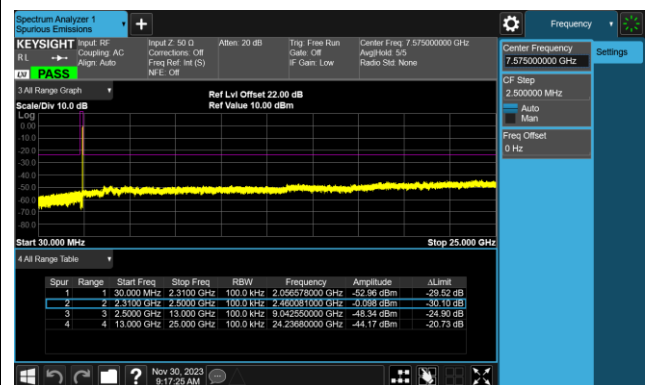 Spectrum Analyzer 1
Spurious Emissions
Frequency
KEYSIGHT
RL
PASS
Input: RF
Coupling: AC
Align: Auto
Input Z: 50 Ω
Corrections: Off
Freq Ref: Int (S)
NFE: Off
Atten: 20 dB
Trig: Free Run
Gate: Off
IF Gain: Low
Center Freq: 7.575000000 GHz
Avg|Hold: 5/5
Radio Std: None
Center Frequency
7.575000000 GHz
Settings
CF Step
2.500000 MHz
Auto
Man
Freq Offset
0 Hz
3 All Range Graph
Scale/Div 10.0 dB
Ref Lvl Offset 22.00 dB
Ref Value 10.00 dBm
Log
0.00
-10.0
-20.0
-30.0
-40.0
-50.0
-60.0
-70.0
-80.0
Start 30.000 MHz Stop 25.000 GHz
4 All Range Table
Spur Range Start Freq Stop Freq RBW Frequency Amplitude ΔLimit
1 1 30.000 MHz 2.3100 GHz 100.0 kHz 2.056578000 GHz -52.96 dBm -29.52 dB
2 2 2.3100 GHz 2.5000 GHz 100.0 kHz 2.460081000 GHz -0.098 dBm -30.10 dB
3 3 2.5000 GHz 13.000 GHz 100.0 kHz 9.042550000 GHz -48.34 dBm -24.90 dB
4 4 13.000 GHz 25.000 GHz 100.0 kHz 24.23680000 GHz -44.17 dBm -20.73 dB
?
Nov 30, 2023
9:17:25 AM